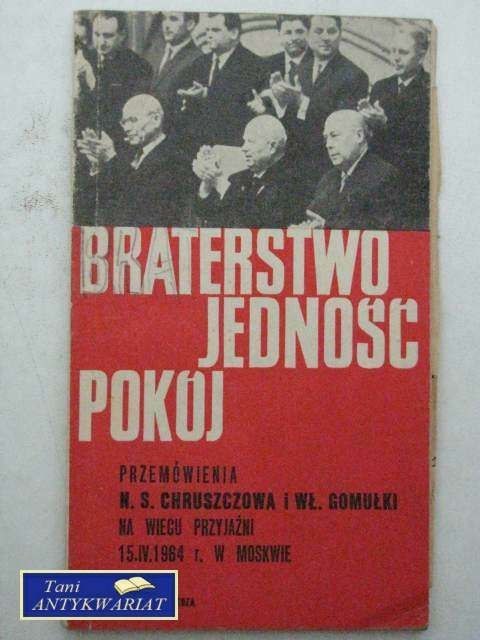 BRATERSTWO
JEDNOŚĆ
POKÓJ
PRZEMÓWIENIA
N. S. CHRUSZCZOWA i WŁ. GOMUŁKI
NA WIECU PRZYJAŹNI
15.IV.1964 r. W MOSKWIE
Tani
ANTYKWARIAT